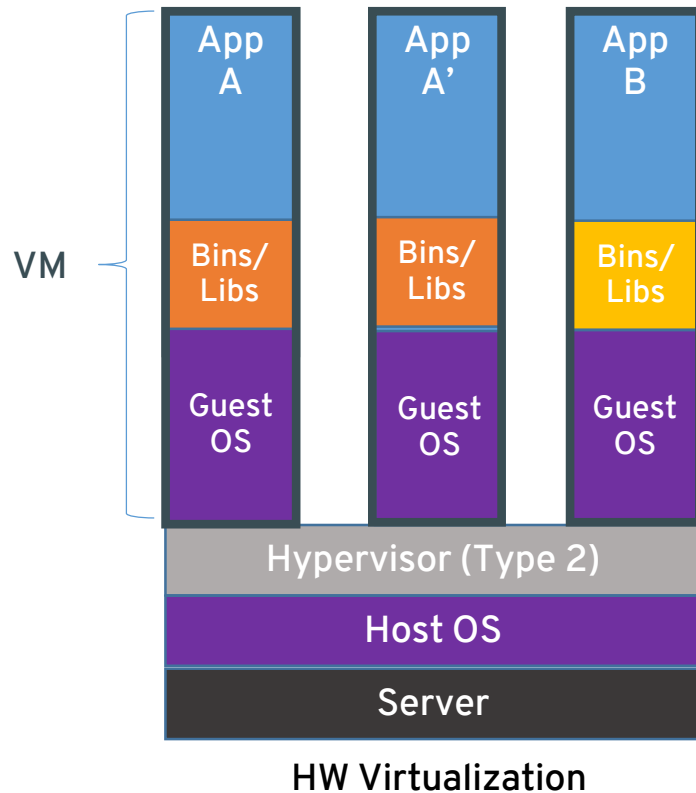 App
A
App
A’
App
B
VM
Bins/
Libs
Bins/
Libs
Bins/
Libs
Guest
OS
Guest
OS
Guest
OS
Hypervisor (Type 2)
Host OS
Server
HW Virtualization